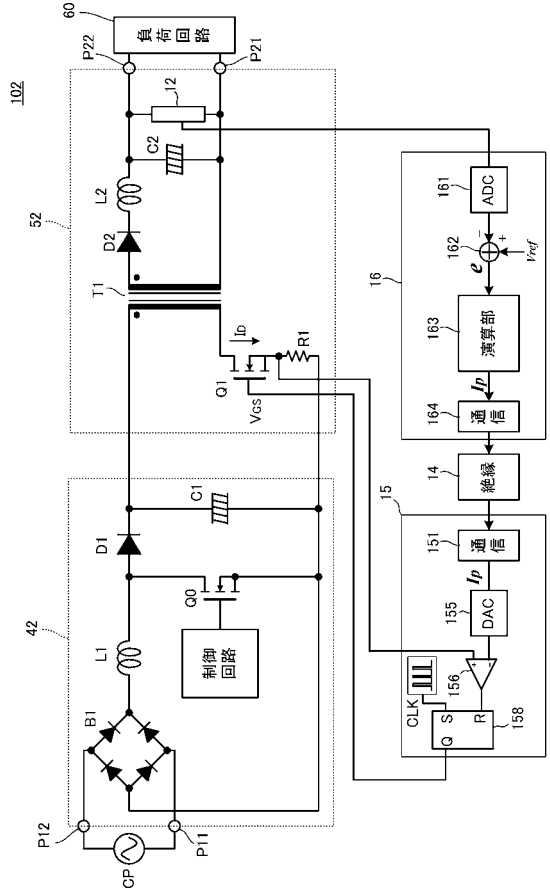 102
60
負荷
回路
P22
P21
52
12
C2
L2
D2
T1
ID
Q1
R1
VGS
42
C1
D1
Q0
制御
回路
L1
B1
P12
P11
CP
16
161
ADC
162
−
+
Vref
e
163
演算部
Ip
164
通信
14
絶縁
15
151
通信
Ip
155
DAC
156
+
−
CLK
S
R
Q
158